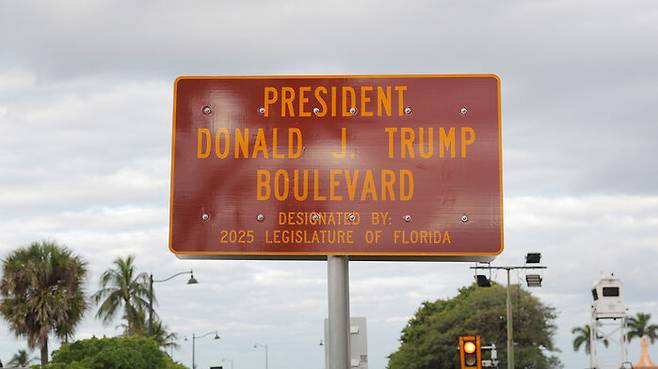 PRESIDENT
DONALD J. TRUMP
BOULEVARD
DESIGNATED BY:
2025 LEGISLATURE OF FLORIDA